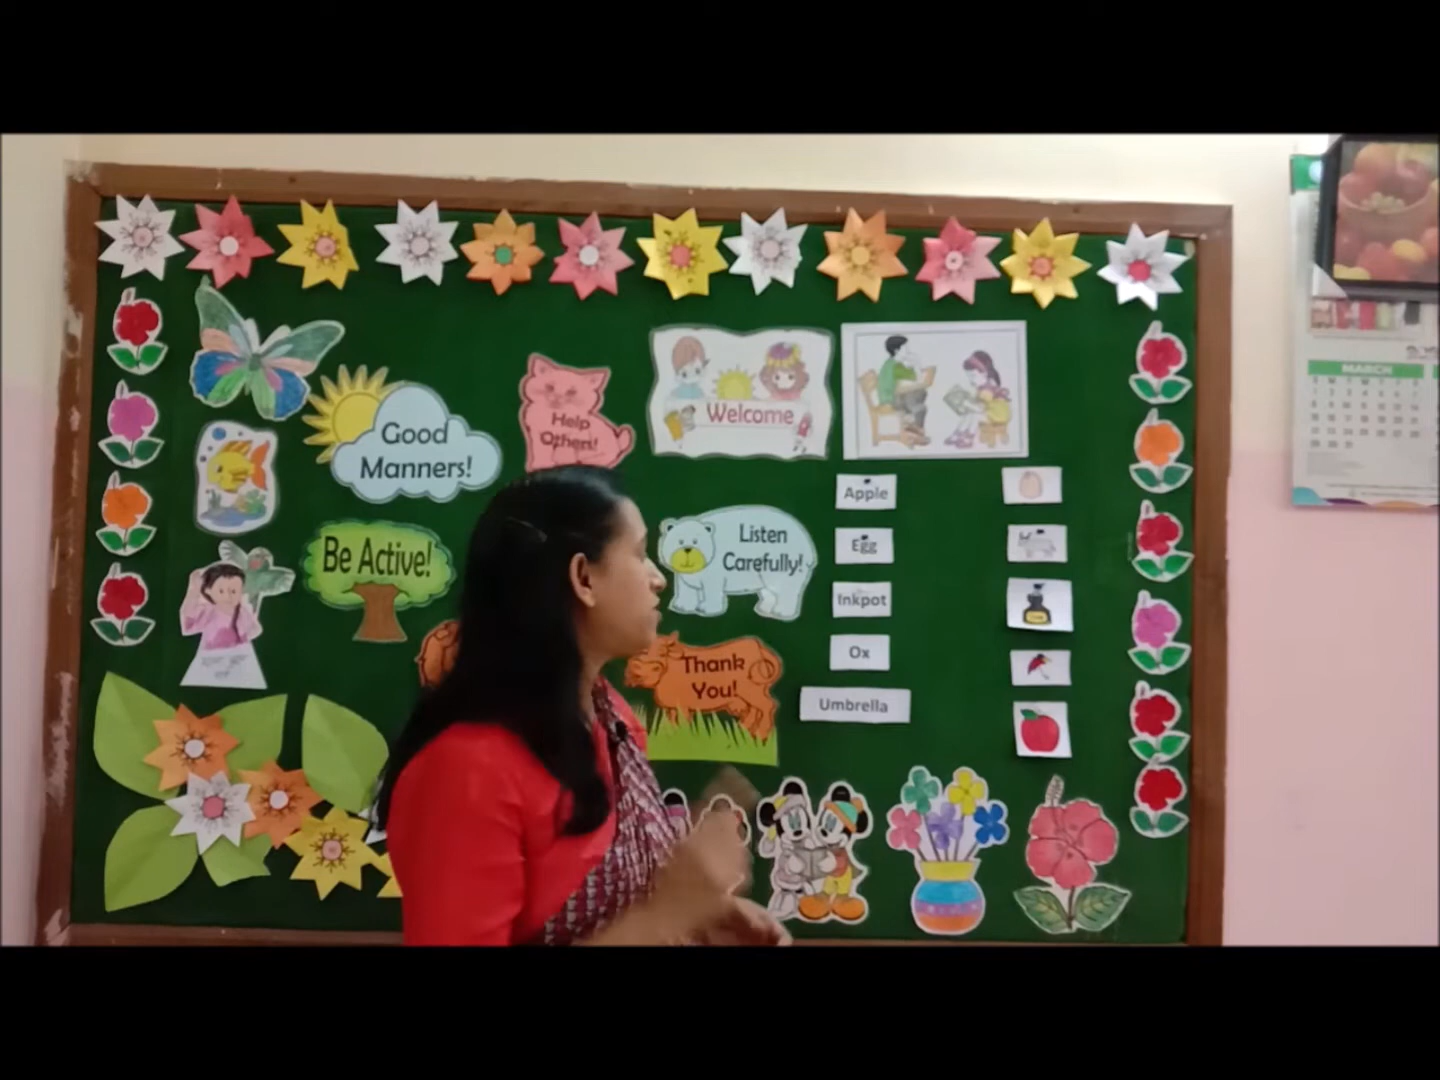 Good
Manners!
Help
Others!
Welcome
Be Active!
Listen
Carefully!
Thank
You!
Apple
Egg
Inkpot
Ox
Umbrella
MARCH